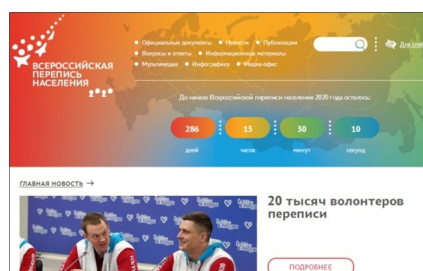 ВСЕРОССИЙСКАЯ
ПЕРЕПИСЬ
НАСЕЛЕНИЯ
Официальные документы • Новости • Публикации
Вопросы и ответы • Информационные материалы
Мультимедиа • Инфографика • Медиа-офис
Для сла
До начала Всероссийской переписи населения 2020 года осталось:
286 : 13 : 30 : 10
дней часов минут секунд
ГЛАВНАЯ НОВОСТЬ →
20 тысяч волонтеров
переписи
ПОДРОБНЕЕ